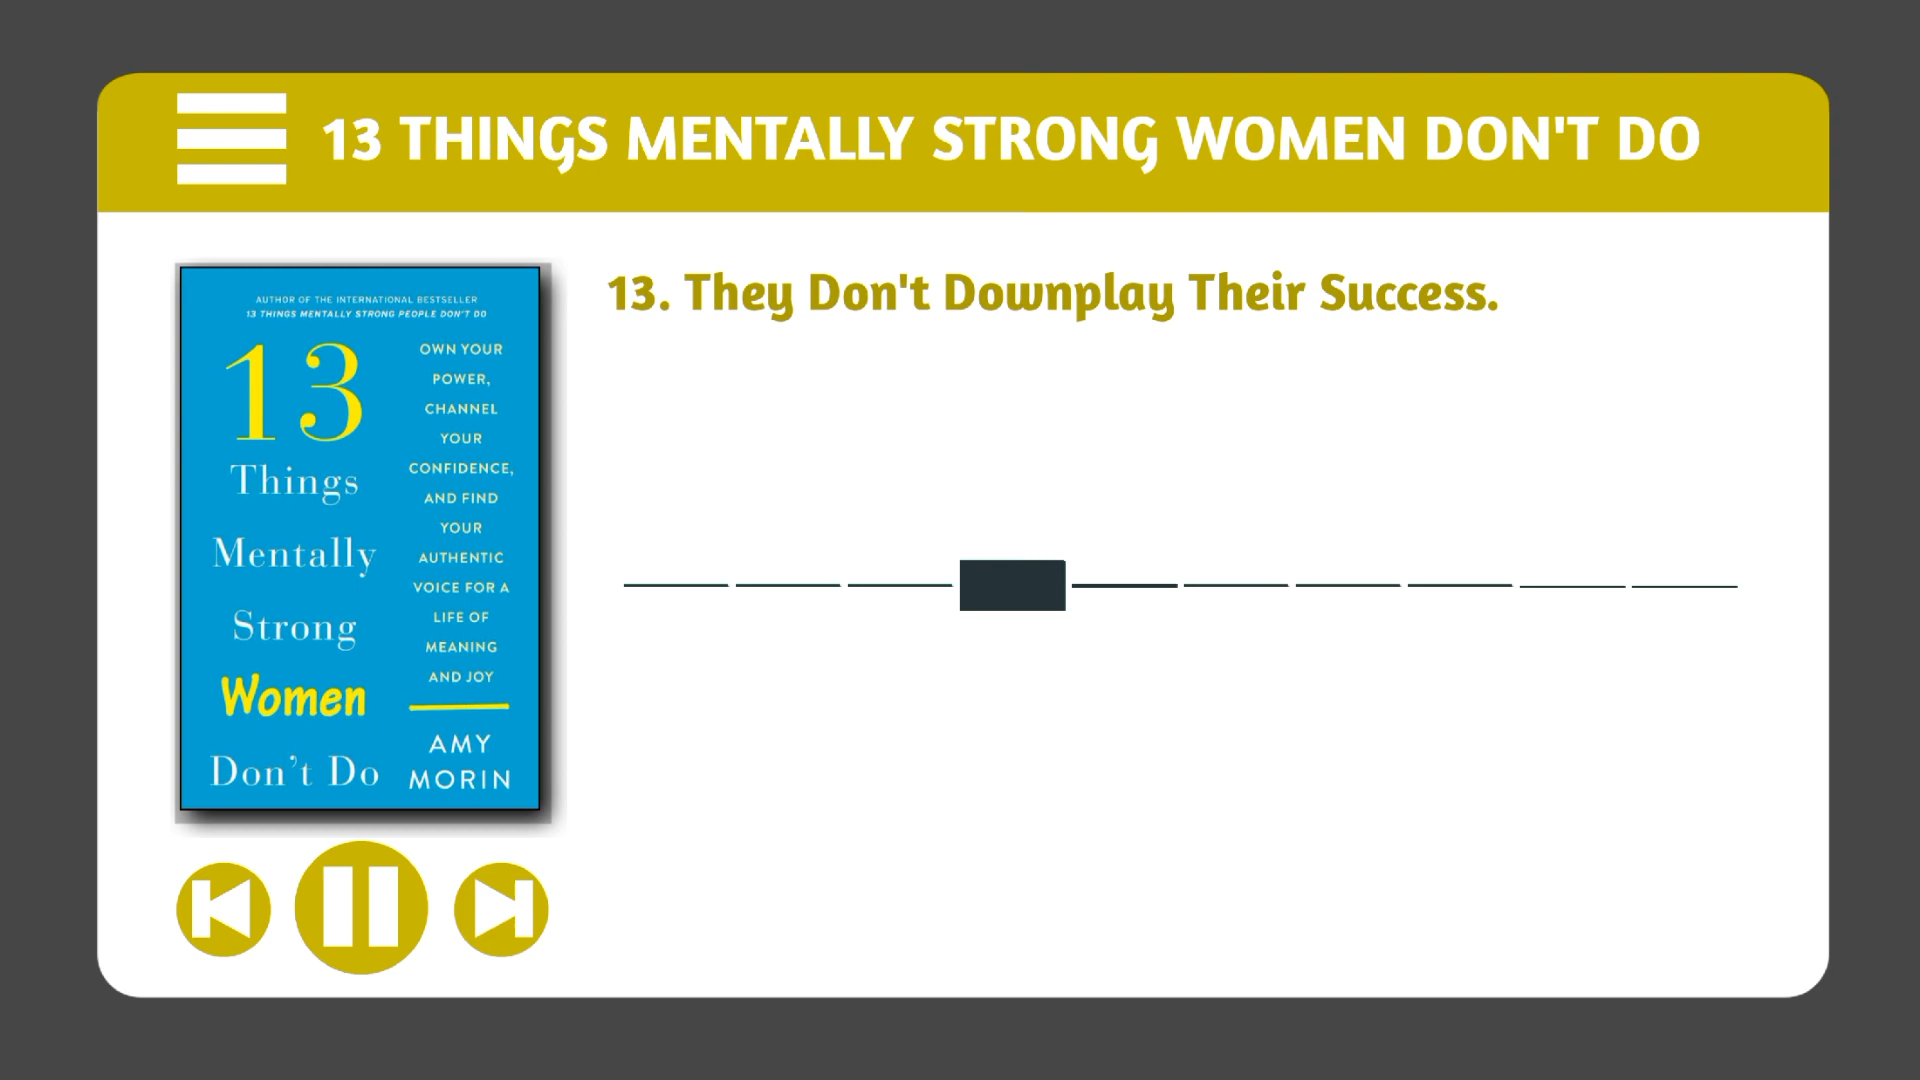 13 THINGS MENTALLY STRONG WOMEN DON'T DO
13. They Don't Downplay Their Success.
AUTHOR OF THE INTERNATIONAL BESTSELLER
13 THINGS MENTALLY STRONG PEOPLE DON'T DO
13
Things
Mentally
Strong
Women
Don't Do
OWN YOUR
POWER,
CHANNEL
YOUR
CONFIDENCE,
AND FIND
YOUR
AUTHENTIC
VOICE FOR A
LIFE OF
MEANING
AND JOY
AMY
MORIN